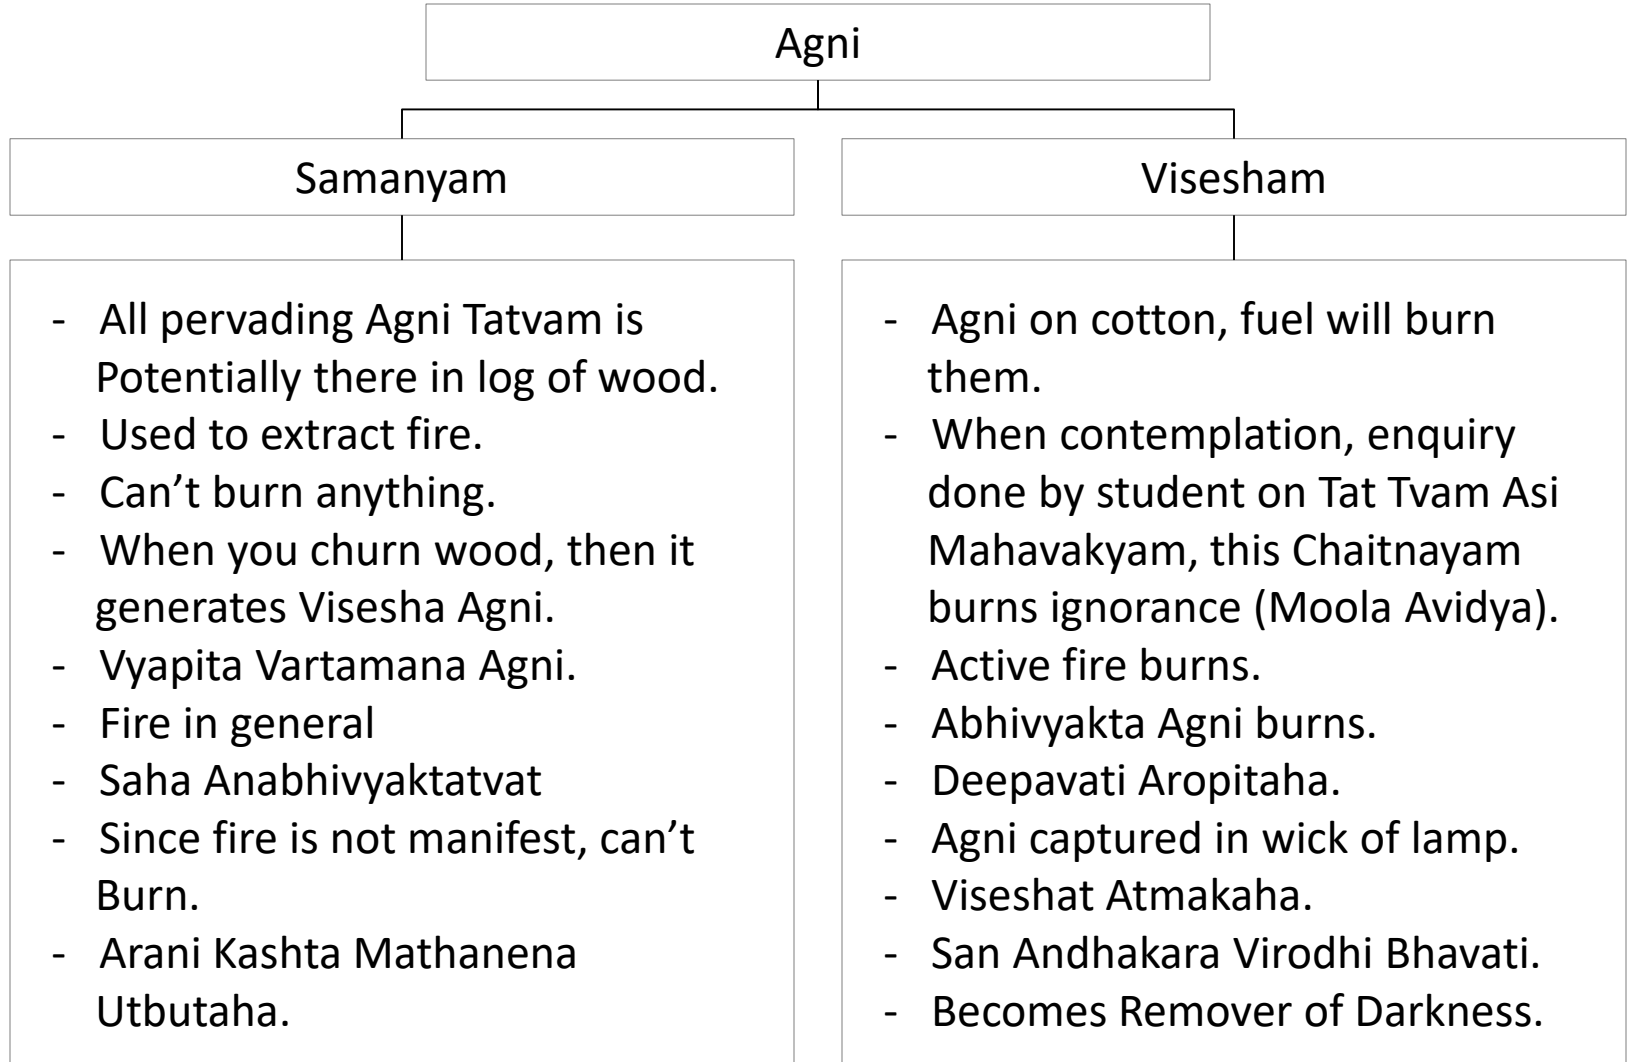 Agni
Samanyam
Visesham
- All pervading Agni Tatvam is
Potentially there in log of wood.
- Used to extract fire.
- Can’t burn anything.
- When you churn wood, then it
generates Visesha Agni.
- Vyapita Vartamana Agni.
- Fire in general
- Saha Anabhivyaktatvat
- Since fire is not manifest, can’t
Burn.
- Arani Kashta Mathanena
Utbutaha.
- Agni on cotton, fuel will burn
them.
- When contemplation, enquiry
done by student on Tat Tvam Asi
Mahavakyam, this Chaitnayam
burns ignorance (Moola Avidya).
- Active fire burns.
- Abhivyakta Agni burns.
- Deepavati Aropitaha.
- Agni captured in wick of lamp.
- Viseshat Atmakaha.
- San Andhakara Virodhi Bhavati.
- Becomes Remover of Darkness.